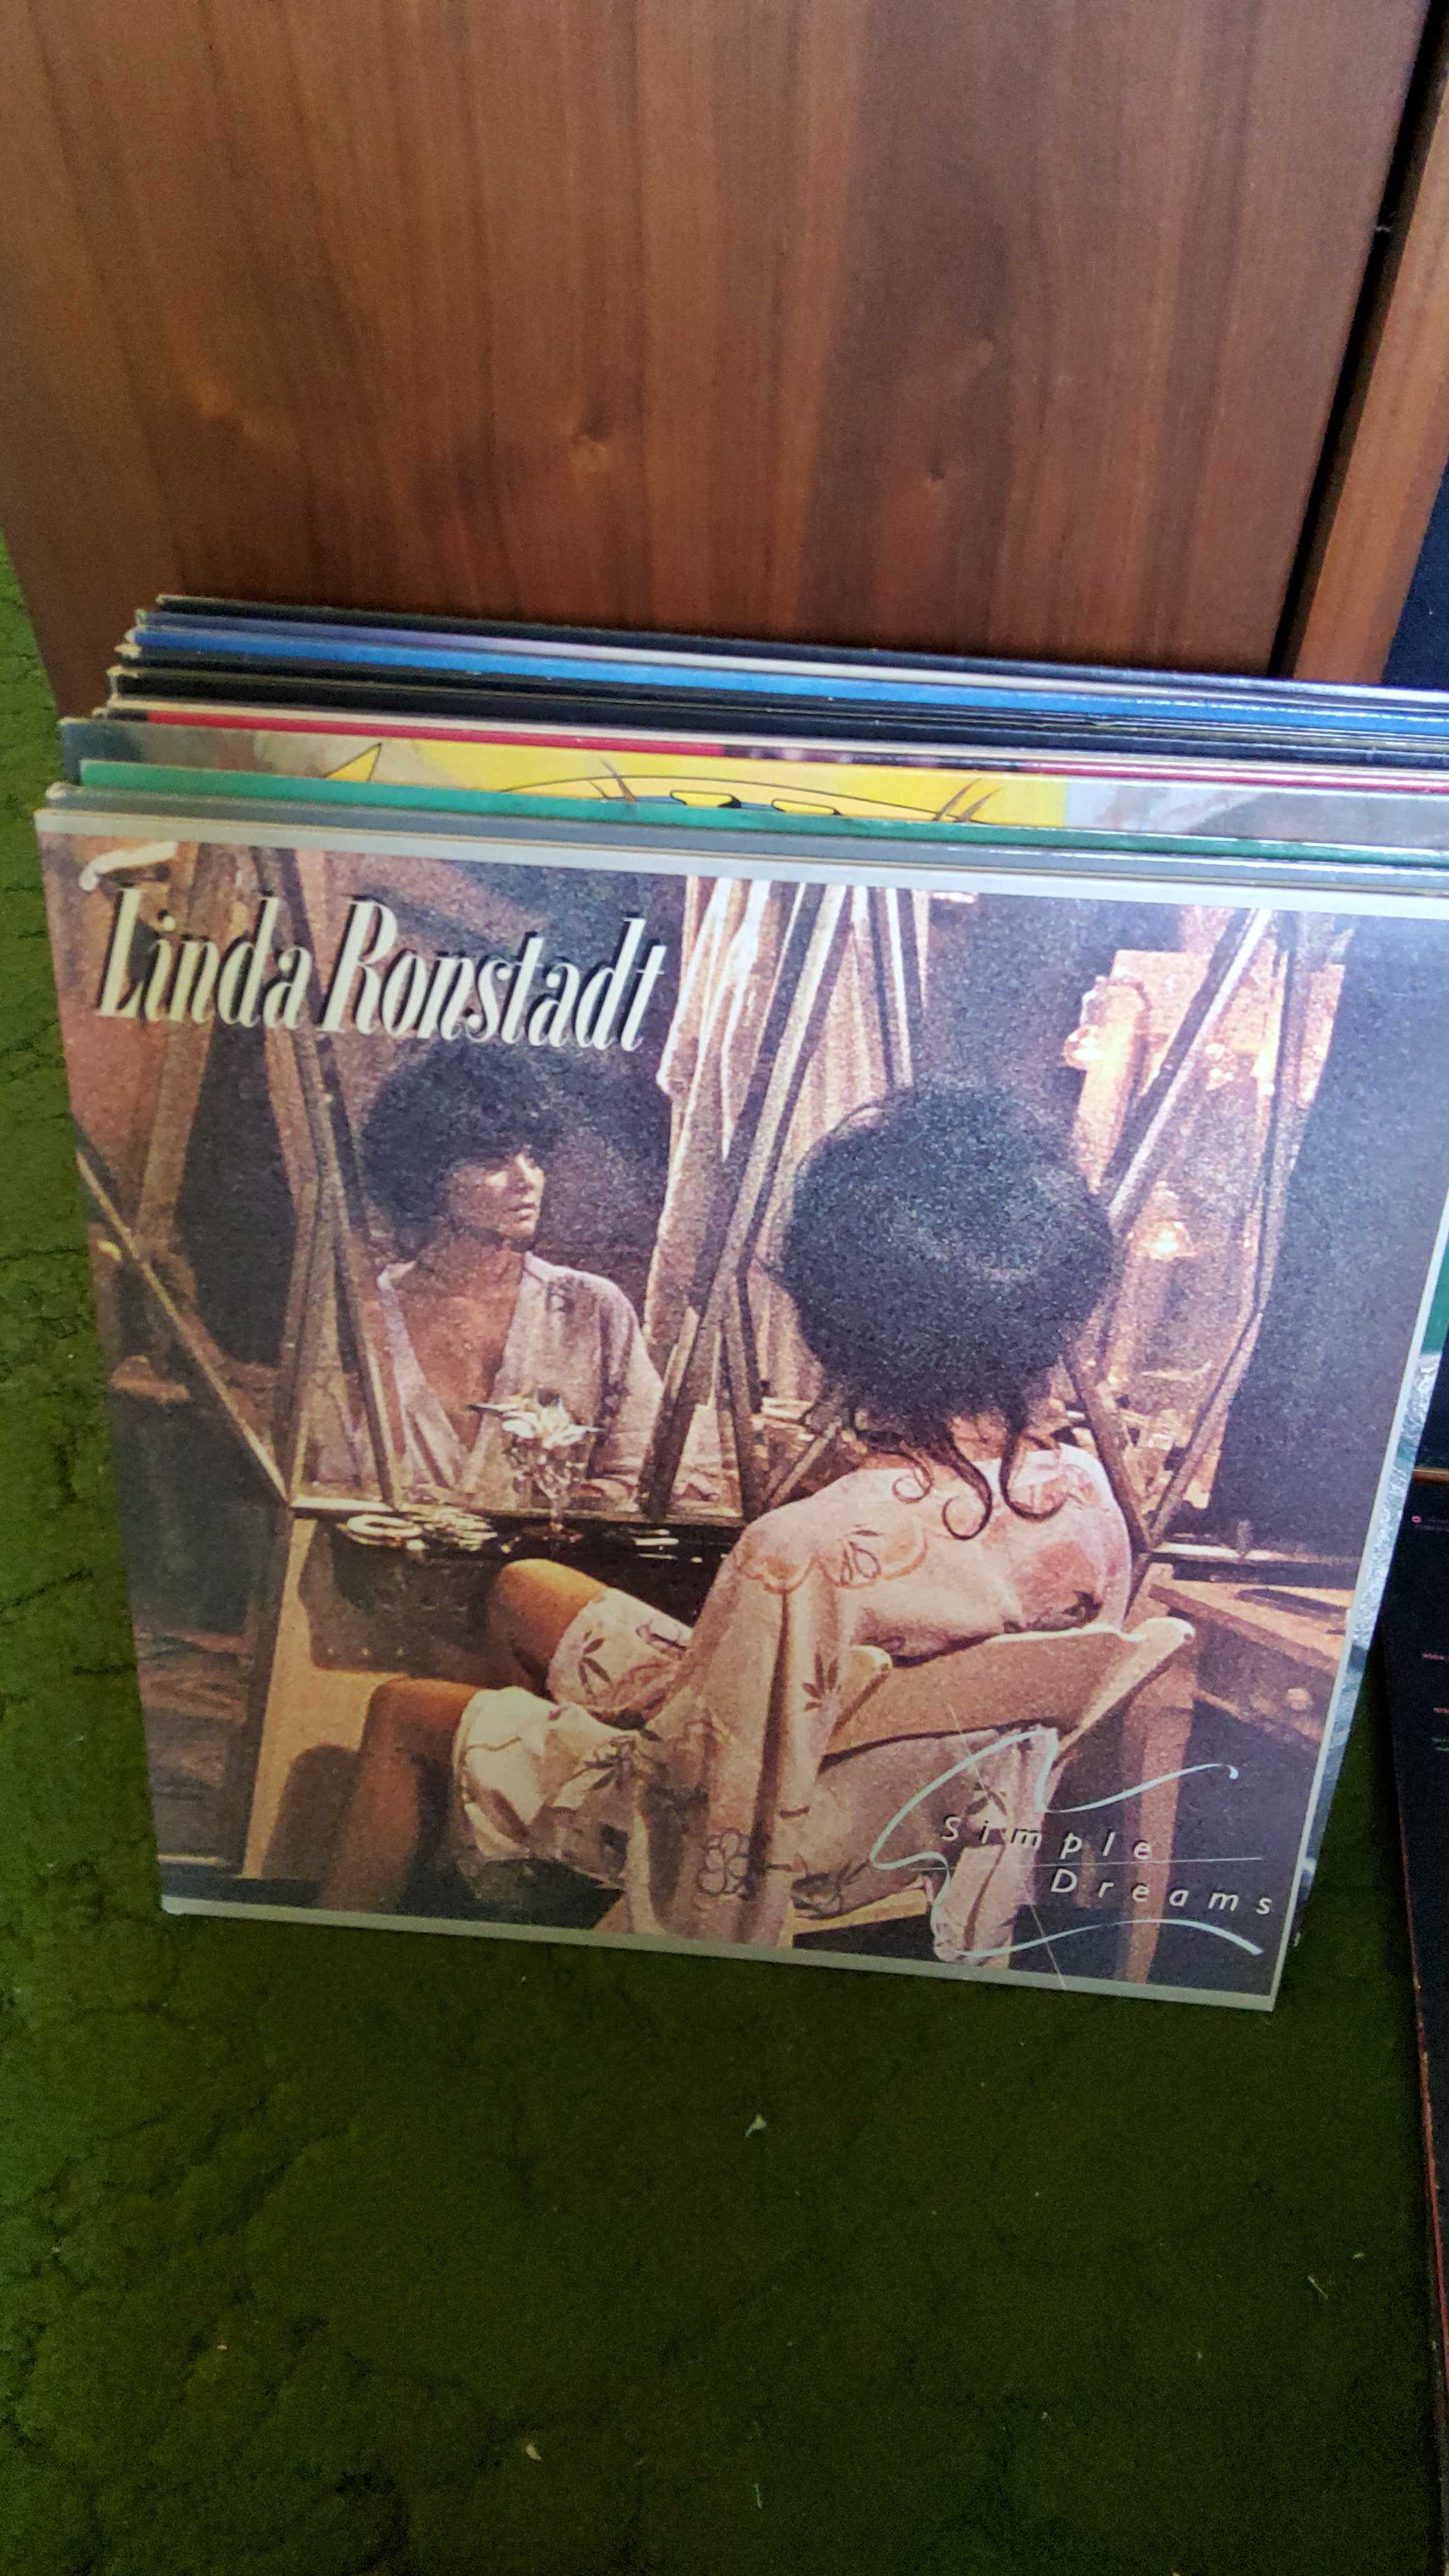 Linda Ronstadt
Simple
Dreams